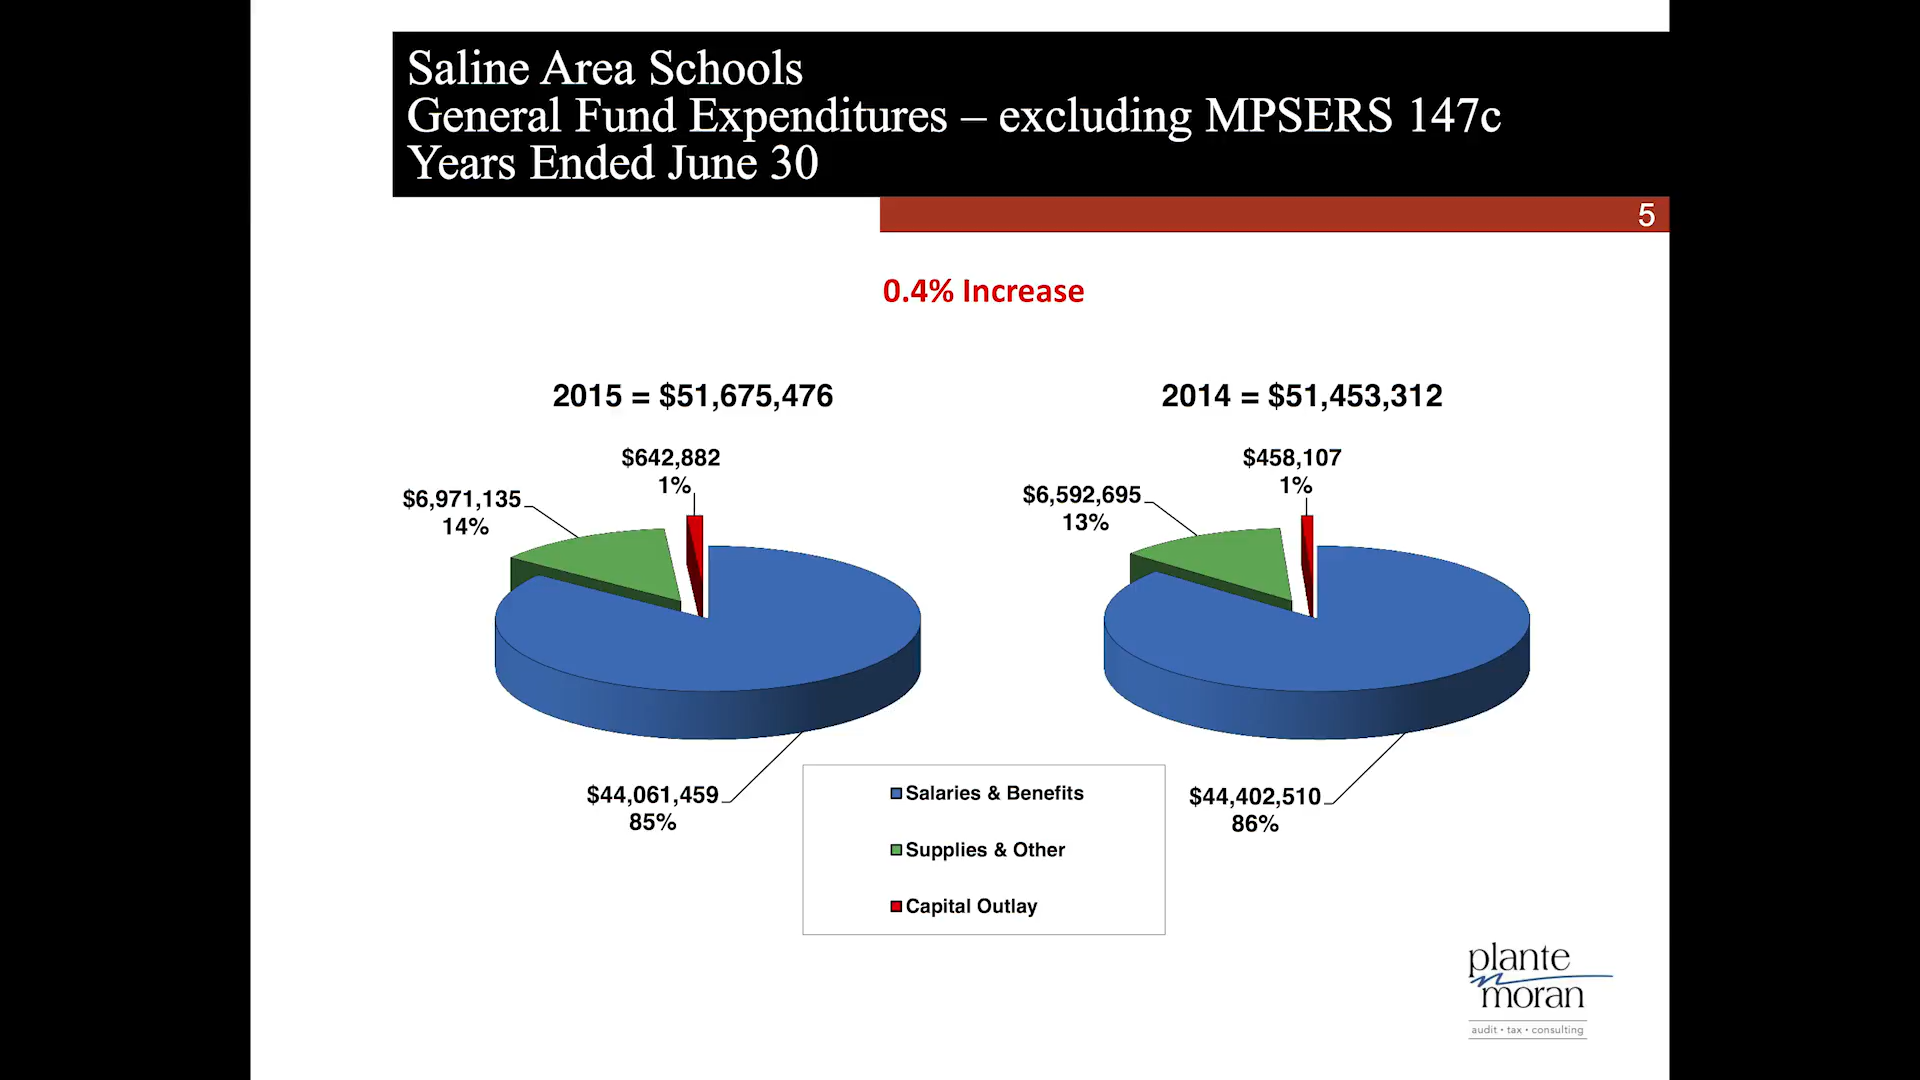 Saline Area Schools
General Fund Expenditures – excluding MPSERS 147c
Years Ended June 30
5
0.4% Increase
2015 = $51,675,476
$642,882
1%
$6,971,135
14%
$44,061,459
85%
2014 = $51,453,312
$458,107
1%
$6,592,695
13%
$44,402,510
86%
Salaries & Benefits
Supplies & Other
Capital Outlay
plante
moran
audit • tax • consulting